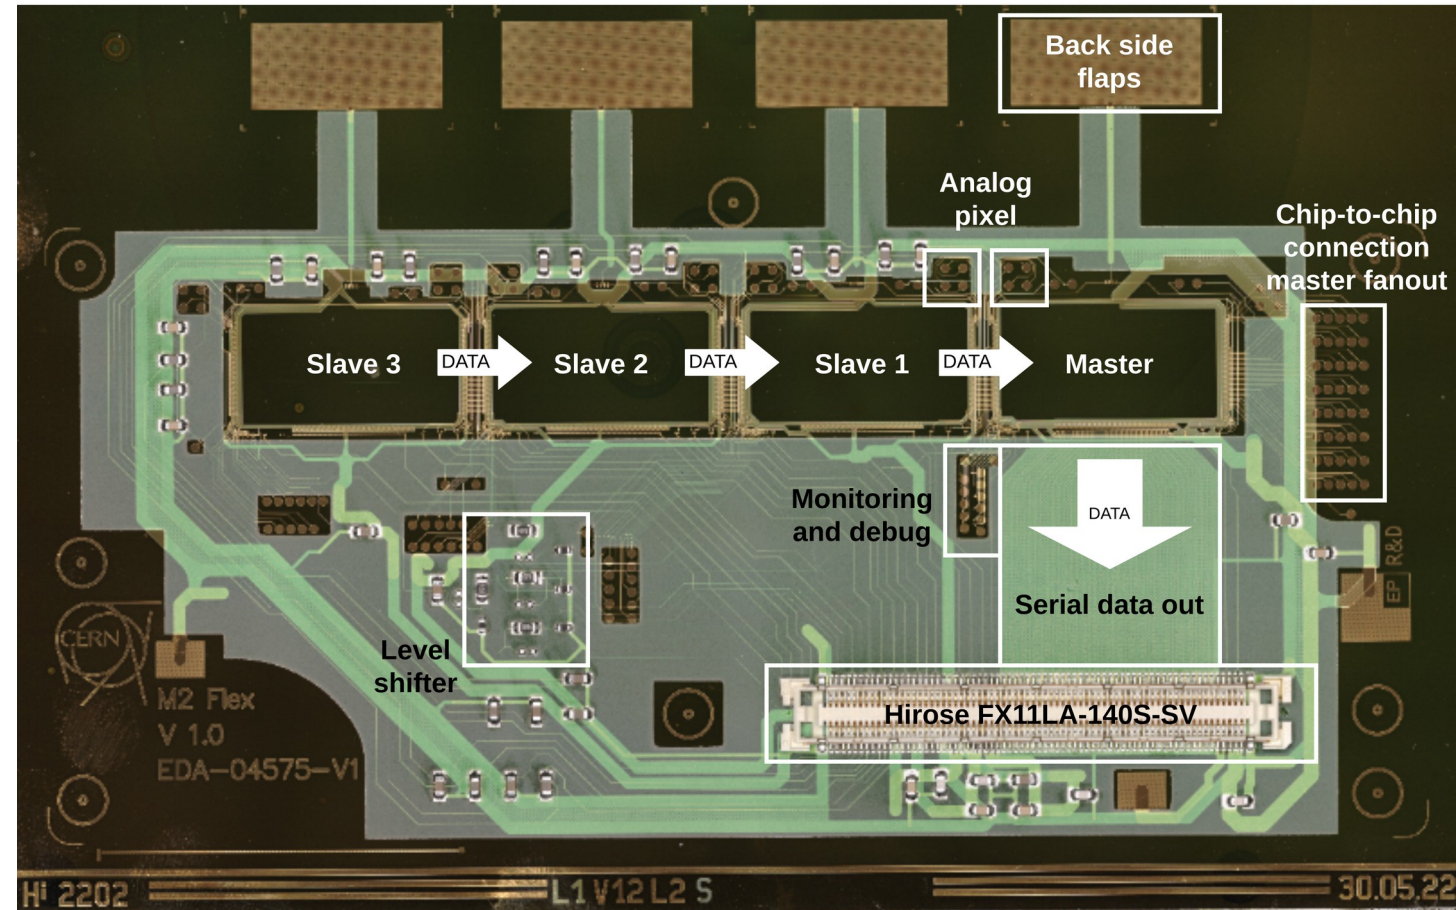 Back side
flaps
Analog
pixel
Chip-to-chip
connection
master fanout
Slave 3
DATA
Slave 2
DATA
Slave 1
DATA
Master
Monitoring
and debug
DATA
Serial data out
EP R&D
Level
shifter
CERN
M2 Flex
V 1.0
EDA-04575-V1
Hirose FX11LA-140S-SV
Hi 2202
L1 V12 L2 S
30.05.22